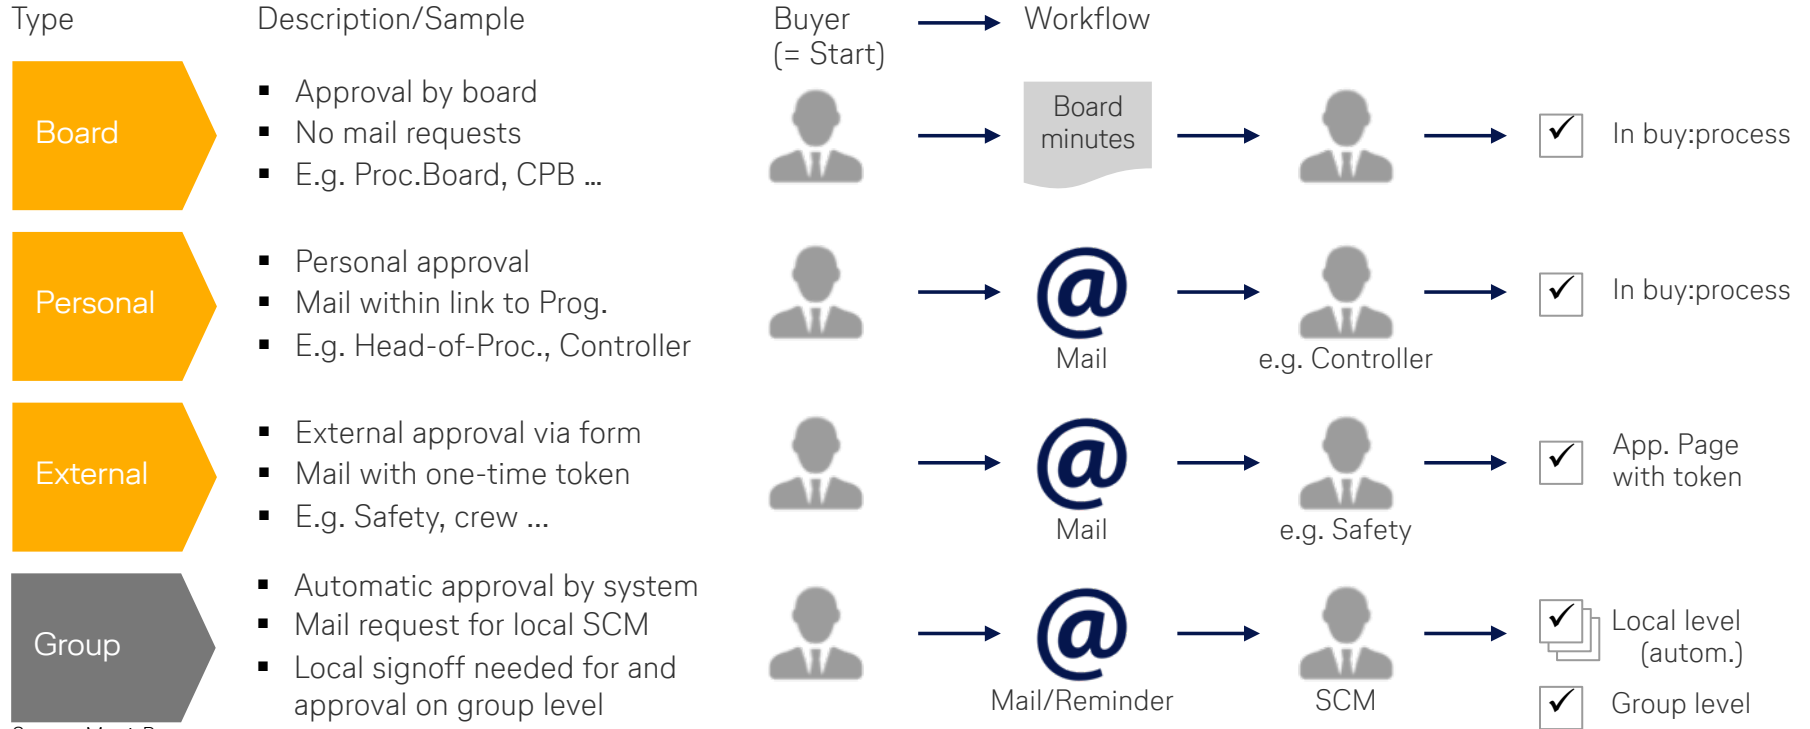 Type
Description/Sample
Buyer
(= Start)
Workflow
Board
▪ Approval by board
▪ No mail requests
▪ E.g. Proc.Board, CPB ...
Board
minutes
✓ In buy:process
Personal
▪ Personal approval
▪ Mail within link to Prog.
▪ E.g. Head-of-Proc., Controller
@
Mail
e.g. Controller
✓ In buy:process
External
▪ External approval via form
▪ Mail with one-time token
▪ E.g. Safety, crew ...
@
Mail
e.g. Safety
✓ App. Page
with token
Group
▪ Automatic approval by system
▪ Mail request for local SCM
▪ Local signoff needed for and
approval on group level
@
Mail/Reminder
SCM
✓ Local level
(autom.)
✓ Group level